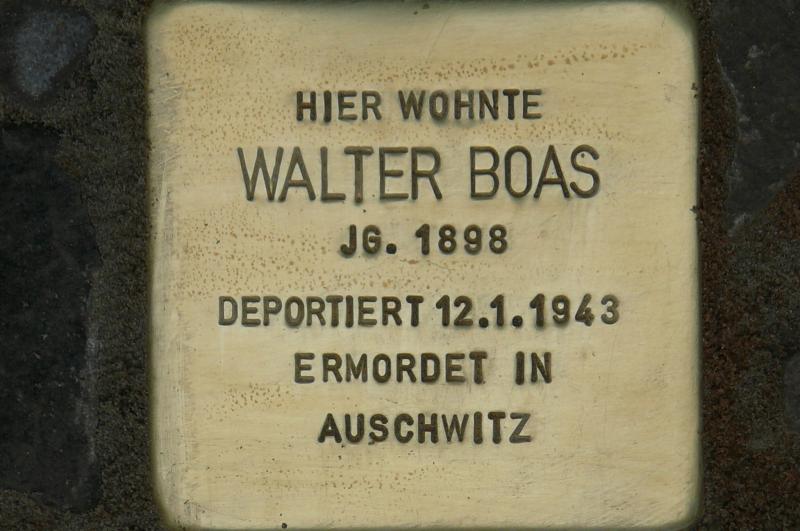 HIER WOHNTE
WALTER BOAS
JG. 1898
DEPORTIERT 12.1.1943
ERMORDET IN
AUSCHWITZ